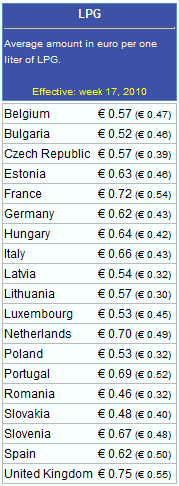 LPG
Average amount in euro per one
liter of LPG.
Effective: week 17, 2010
Belgium € 0.57 (€ 0.47)
Bulgaria € 0.52 (€ 0.46)
Czech Republic € 0.57 (€ 0.39)
Estonia € 0.63 (€ 0.46)
France € 0.72 (€ 0.54)
Germany € 0.62 (€ 0.43)
Hungary € 0.64 (€ 0.42)
Italy € 0.66 (€ 0.43)
Latvia € 0.54 (€ 0.32)
Lithuania € 0.57 (€ 0.30)
Luxembourg € 0.53 (€ 0.45)
Netherlands € 0.70 (€ 0.49)
Poland € 0.53 (€ 0.32)
Portugal € 0.69 (€ 0.52)
Romania € 0.46 (€ 0.32)
Slovakia € 0.48 (€ 0.40)
Slovenia € 0.67 (€ 0.48)
Spain € 0.62 (€ 0.50)
United Kingdom € 0.75 (€ 0.55)